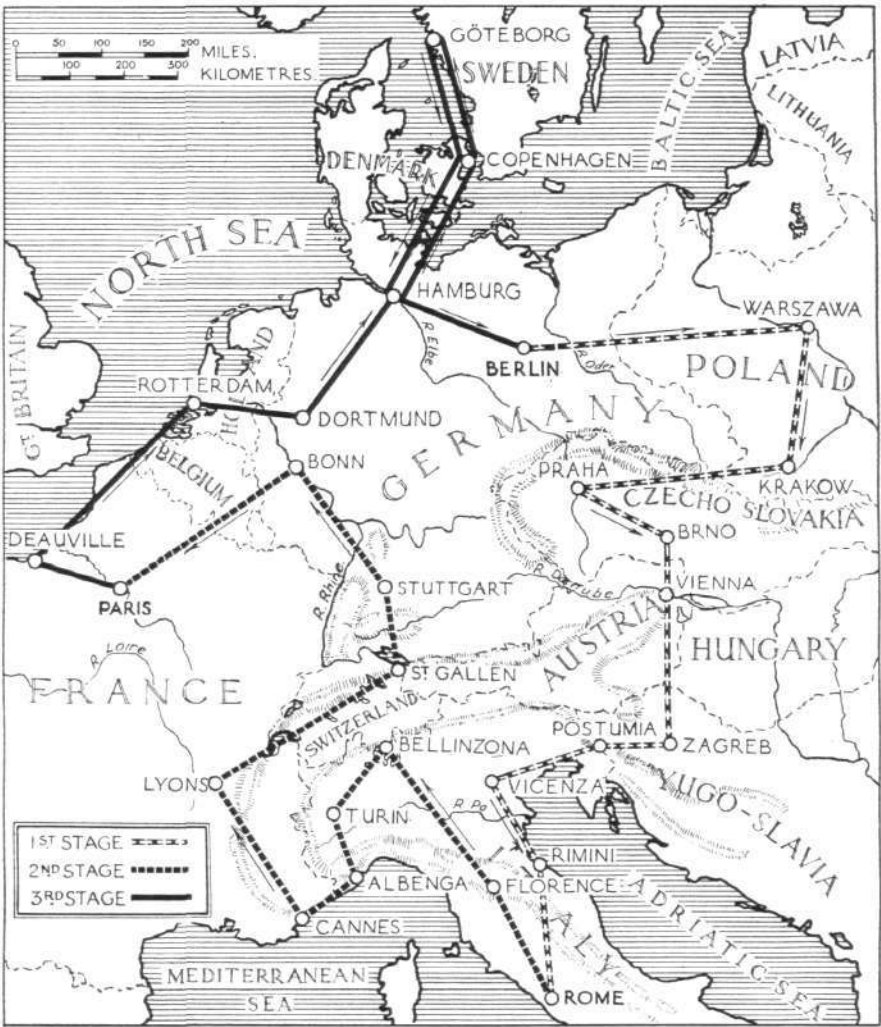 0 50 100 150 200 MILES.
100 200 300 KILOMETRES.
GÖTEBORG
SWEDEN
LATVIA
LITHUANIA
BALTIC SEA
DENMARK
COPENHAGEN
NORTH SEA
HAMBURG
WARSZAWA
R. Elbe
BERLIN
R. Oder
POLAND
GT. BRITAIN
ROTTERDAM
HOLLAND
DORTMUND
GERMANY
BELGIUM
BONN
PRAHA
KRAKOW
CZECHO SLOVAKIA
BRNO
DEAUVILLE
PARIS
R. Rhine
STUTTGART
R. Danube
VIENNA
R. Loire
FRANCE
ST GALLEN
AUSTRIA
HUNGARY
SWITZERLAND
BELLINZONA
POSTUMIA
ZAGREB
LYONS
VICENZA
YUGO-SLAVIA
TURIN
R. Po
1ST STAGE
2ND STAGE
3RD STAGE
RIMINI
ALBENGA
FLORENCE
ITALY
ADRIATIC SEA
CANNES
MEDITERRANEAN
SEA
ROME